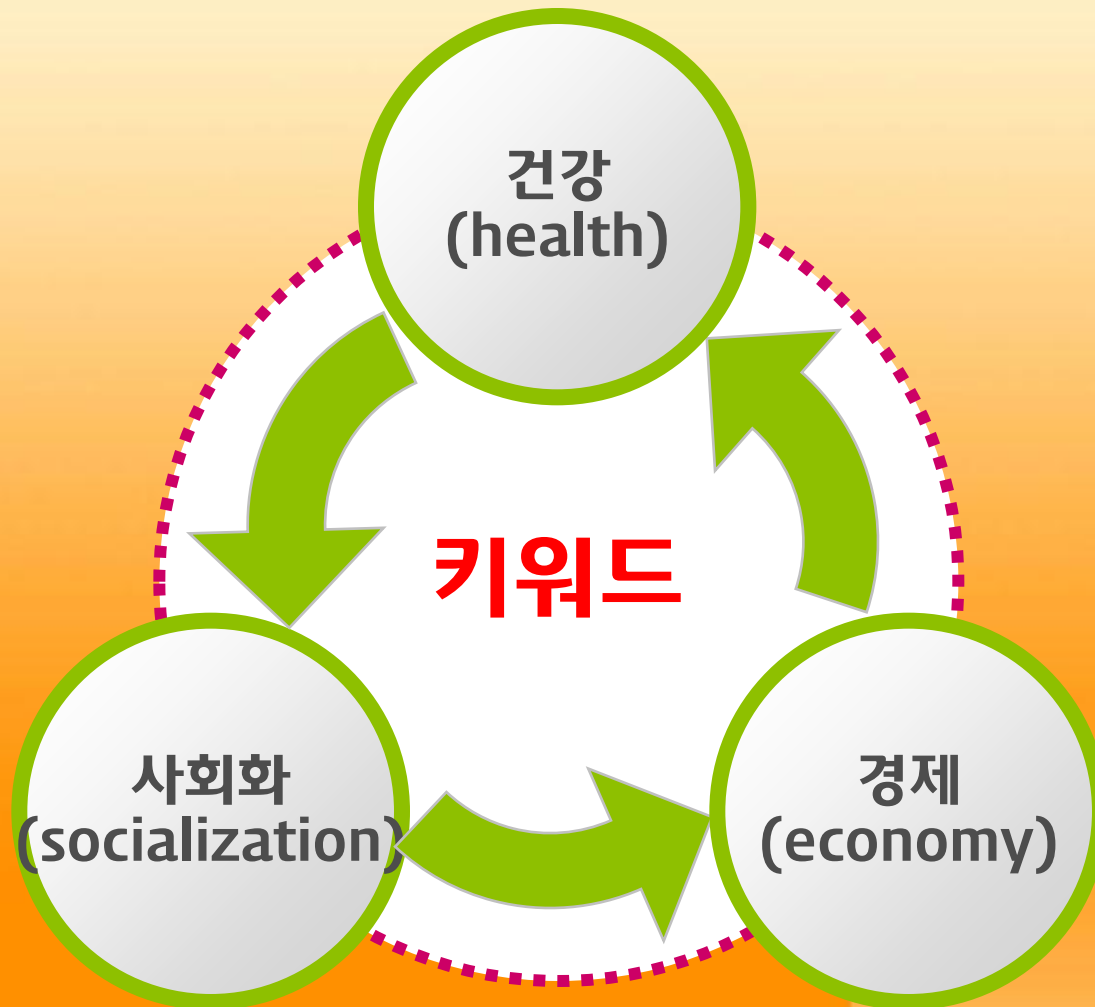 건강
(health)
키워드
사회화
(socialization)
경제
(economy)